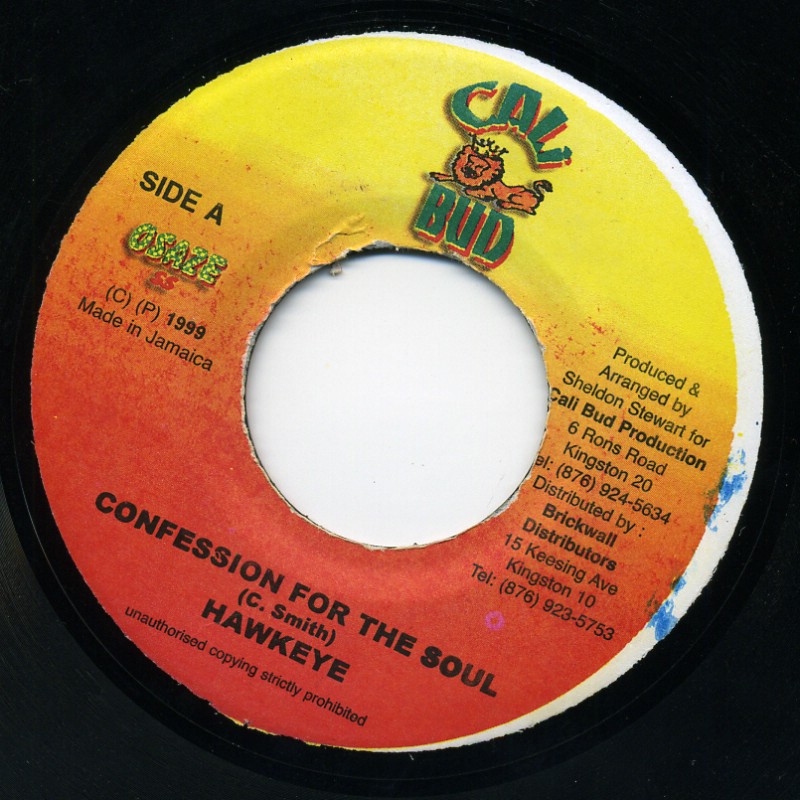 CALI
BUD
SIDE A
OSAZE
SS
(C) (P) 1999
Made in Jamaica
Produced &
Arranged by
Sheldon Stewart for
Cali Bud Production
6 Rons Road
Kingston 20
el: (876) 924-5634
Distributed by :
Brickwall
Distributors
15 Keesing Ave
Kingston 10
Tel: (876) 923-5753
CONFESSION FOR THE SOUL
(C. Smith)
HAWKEYE
unauthorised copying strictly prohibited